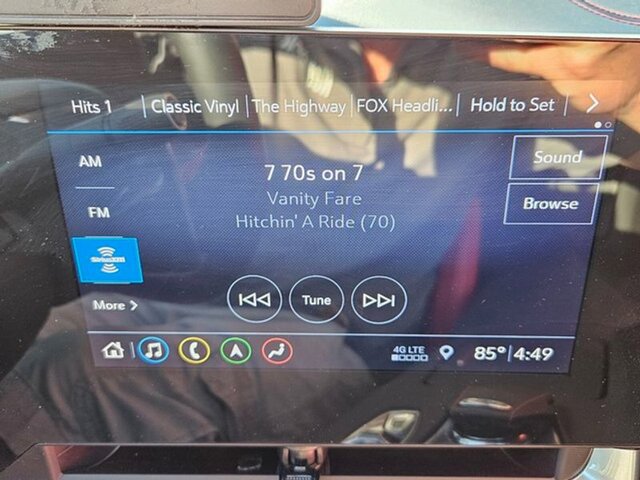 Hits 1 Classic Vinyl The Highway FOX Headli... Hold to Set
AM
FM
SiriusXM
More
7 70s on 7
Vanity Fare
Hitchin' A Ride (70)
Sound
Browse
Tune
4G LTE 85° 4:49